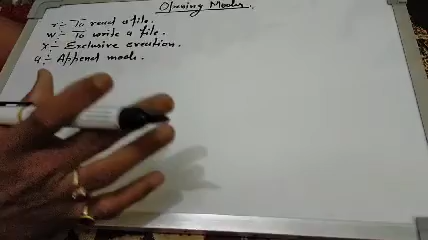 Opening Modes.
r :- To read a file.
w :- To write a file.
x :- Exclusive creation.
a :- Append mode.